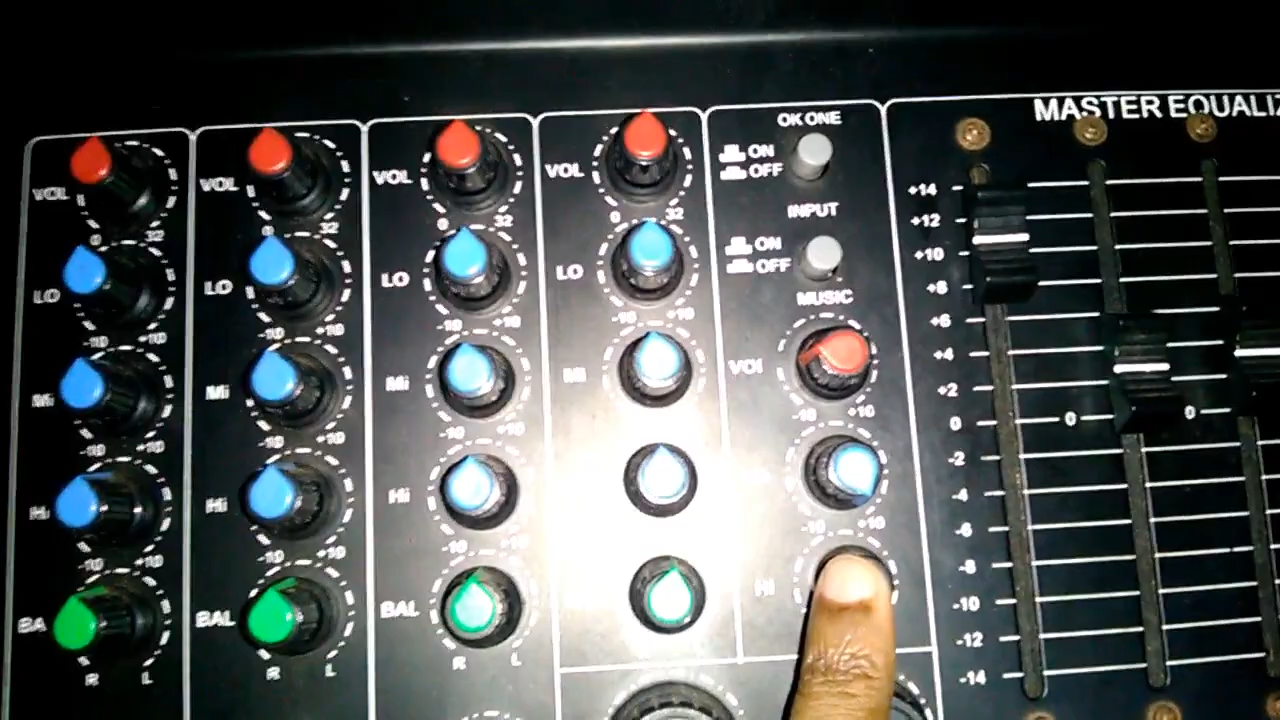 MASTER EQUALIZ
OK ONE
ON
OFF
INPUT
ON
OFF
MUSIC
VOL
VOL
VOL
VOL
0 32
0 32
0 32
0 32
LO
LO
LO
LO
-10 +10
-10 +10
-10 +10
-10 +10
VOL
-10 +10
Mi
Mi
Mi
Mi
-10 +10
-10 +10
-10 +10
-10 +10
Hi
Hi
Hi
-10 +10
-10 +10
-10 +10
HI
BA
BAL
BAL
R L
R L
R L
+14
+12
+10
+8
+6
+4
+2
0 0 0
-2
-4
-6
-8
-10
-12
-14